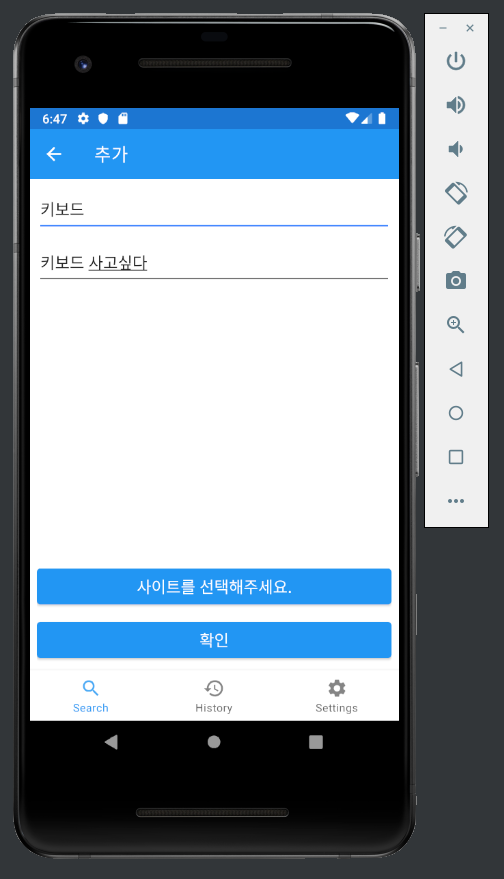 6:47
추가
키보드
키보드 사고싶다
사이트를 선택해주세요.
확인
Search
History
Settings